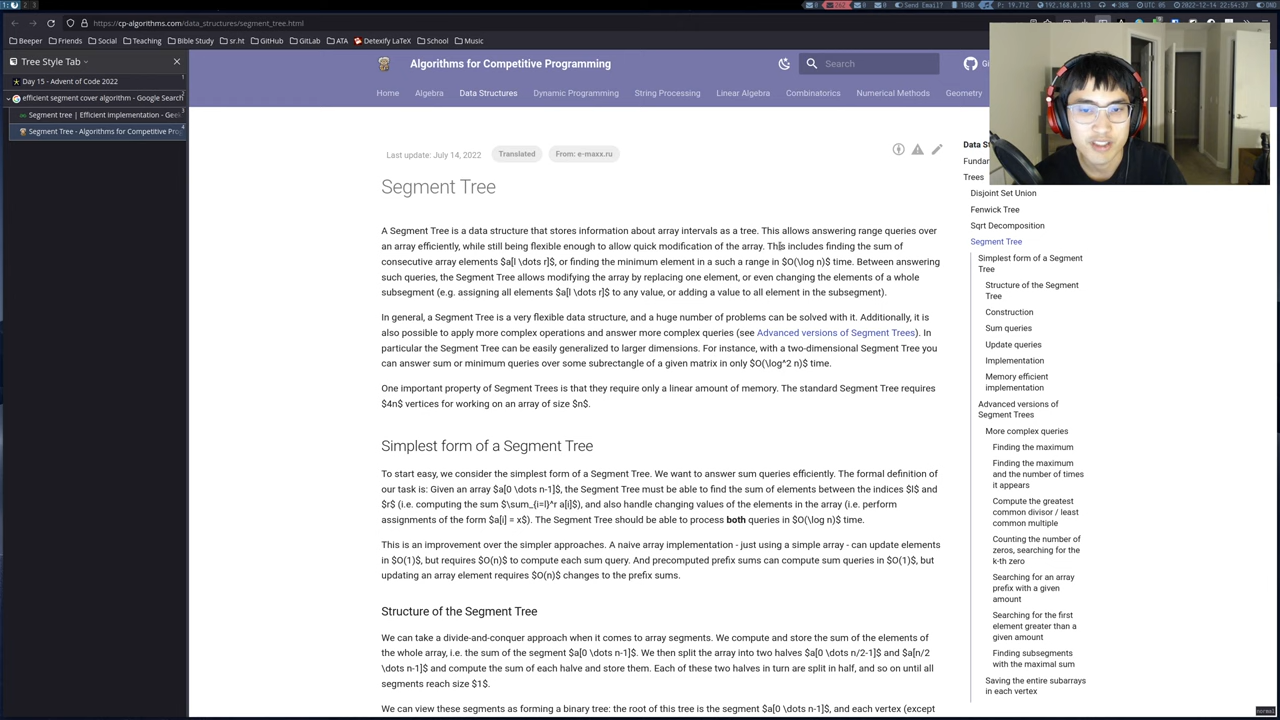 1 2 3
0 262 0 0 Send Email? 15GB P: 19,712 192.168.0.113 38% UTC 05 2022-12-14 22:54:37 DND
https://cp-algorithms.com/data_structures/segment_tree.html
Beeper Friends Social Teaching Bible Study sr.ht GitHub GitLab ATA Detexify LaTeX School Music
Tree Style Tab
Day 15 - Advent of Code 2022
efficient segment cover algorithm - Google Search
Segment tree | Efficient implementation - Gee
Segment Tree - Algorithms for Competitive Pro
Algorithms for Competitive Programming
Search
Gi
Home Algebra Data Structures Dynamic Programming String Processing Linear Algebra Combinatorics Numerical Methods Geometry
Last update: July 14, 2022 Translated From: e-maxx.ru
Segment Tree
A Segment Tree is a data structure that stores information about array intervals as a tree. This allows answering range queries over
an array efficiently, while still being flexible enough to allow quick modification of the array. This includes finding the sum of
consecutive array elements $a[l \dots r]$, or finding the minimum element in a such a range in $O(\log n)$ time. Between answering
such queries, the Segment Tree allows modifying the array by replacing one element, or even changing the elements of a whole
subsegment (e.g. assigning all elements $a[l \dots r]$ to any value, or adding a value to all element in the subsegment).
In general, a Segment Tree is a very flexible data structure, and a huge number of problems can be solved with it. Additionally, it is
also possible to apply more complex operations and answer more complex queries (see Advanced versions of Segment Trees). In
particular the Segment Tree can be easily generalized to larger dimensions. For instance, with a two-dimensional Segment Tree you
can answer sum or minimum queries over some subrectangle of a given matrix in only $O(\log^2 n)$ time.
One important property of Segment Trees is that they require only a linear amount of memory. The standard Segment Tree requires
$4n$ vertices for working on an array of size $n$.
Simplest form of a Segment Tree
To start easy, we consider the simplest form of a Segment Tree. We want to answer sum queries efficiently. The formal definition of
our task is: Given an array $a[0 \dots n-1]$, the Segment Tree must be able to find the sum of elements between the indices $l$ and
$r$ (i.e. computing the sum $\sum_{i=l}^r a[i]$), and also handle changing values of the elements in the array (i.e. perform
assignments of the form $a[i] = x$). The Segment Tree should be able to process both queries in $O(\log n)$ time.
This is an improvement over the simpler approaches. A naive array implementation - just using a simple array - can update elements
in $O(1)$, but requires $O(n)$ to compute each sum query. And precomputed prefix sums can compute sum queries in $O(1)$, but
updating an array element requires $O(n)$ changes to the prefix sums.
Structure of the Segment Tree
We can take a divide-and-conquer approach when it comes to array segments. We compute and store the sum of the elements of
the whole array, i.e. the sum of the segment $a[0 \dots n-1]$. We then split the array into two halves $a[0 \dots n/2-1]$ and $a[n/2
\dots n-1]$ and compute the sum of each halve and store them. Each of these two halves in turn are split in half, and so on until all
segments reach size $1$.
We can view these segments as forming a binary tree: the root of this tree is the segment $a[0 \dots n-1]$, and each vertex (except
Data St
Fundar
Trees
Disjoint Set Union
Fenwick Tree
Sqrt Decomposition
Segment Tree
Simplest form of a Segment
Tree
Structure of the Segment
Tree
Construction
Sum queries
Update queries
Implementation
Memory efficient
implementation
Advanced versions of
Segment Trees
More complex queries
Finding the maximum
Finding the maximum
and the number of times
it appears
Compute the greatest
common divisor / least
common multiple
Counting the number of
zeros, searching for the
k-th zero
Searching for an array
prefix with a given
amount
Searching for the first
element greater than a
given amount
Finding subsegments
with the maximal sum
Saving the entire subarrays
in each vertex
normal